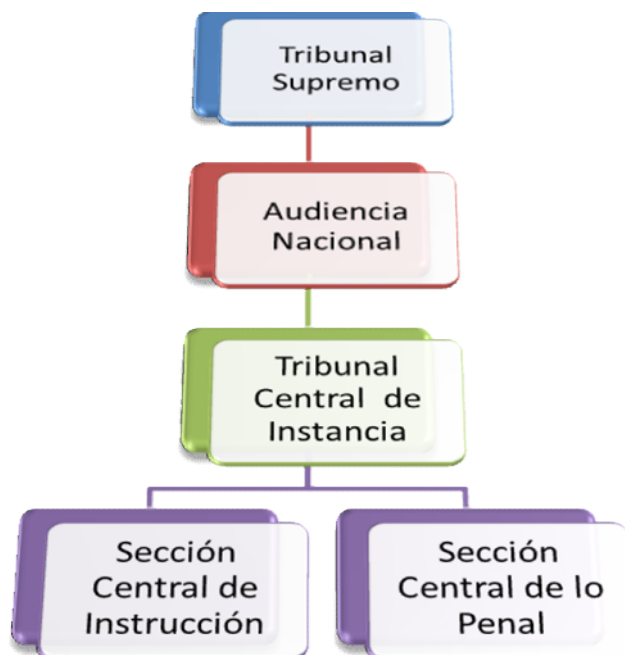 Tribunal
Supremo
Audiencia
Nacional
Tribunal
Central de
Instancia
Sección
Central de
Instrucción
Sección
Central de lo
Penal